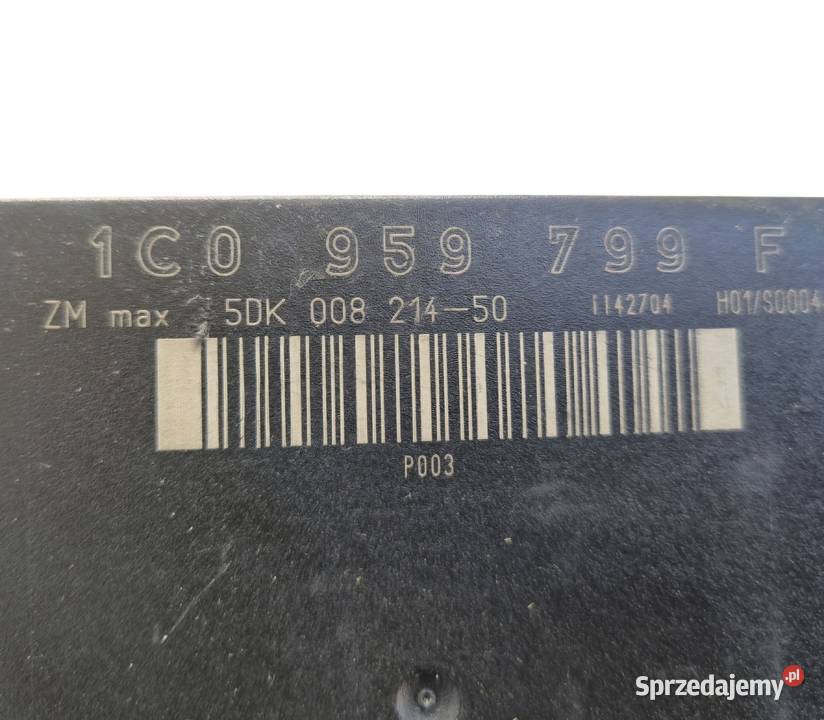 1C0 959 799 F
ZM max 5DK 008 214-50 1142704 H01/S0004
P003
Sprzedajemy.pl